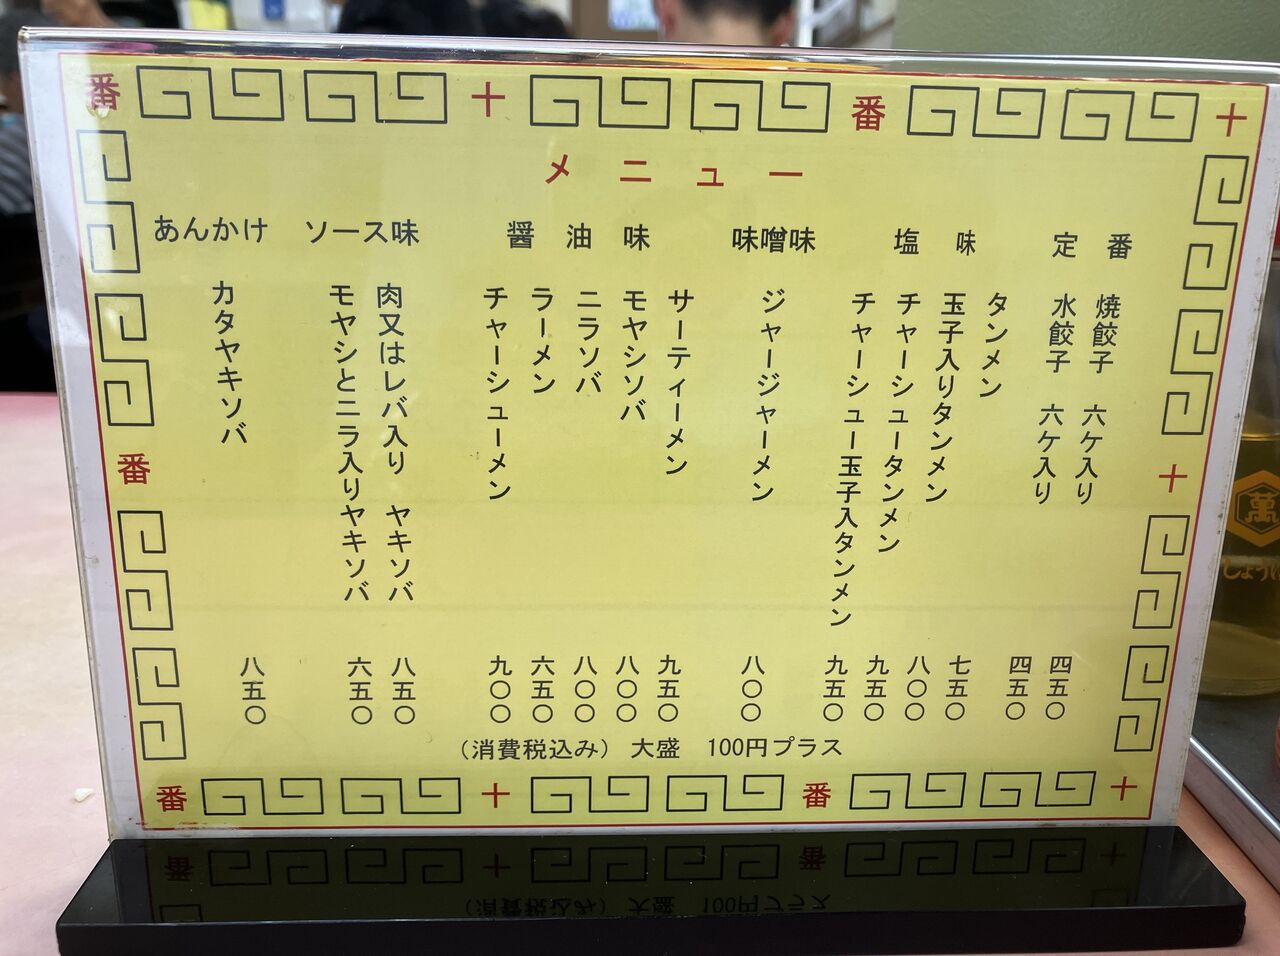 番 十 番 十
メニュー
定番
焼餃子 六ケ入り 四五〇
水餃子 六ケ入り 四五〇
塩味
タンメン 七五〇
玉子入りタンメン 八〇〇
チャーシュータンメン 九五〇
チャーシュー玉子入タンメン 九五〇
味噌味
ジャージャーメン 八〇〇
醤油味
サーティーメン 九五〇
モヤシソバ 八〇〇
ニラソバ 八〇〇
ラーメン 六五〇
チャーシューメン 九〇〇
ソース味
肉又はレバ入り ヤキソバ 八五〇
モヤシとニラ入りヤキソバ 六五〇
あんかけ
カタヤキソバ 八五〇
（消費税込み） 大盛 100円プラス
番 十
番 十 番 十
萬
しょう